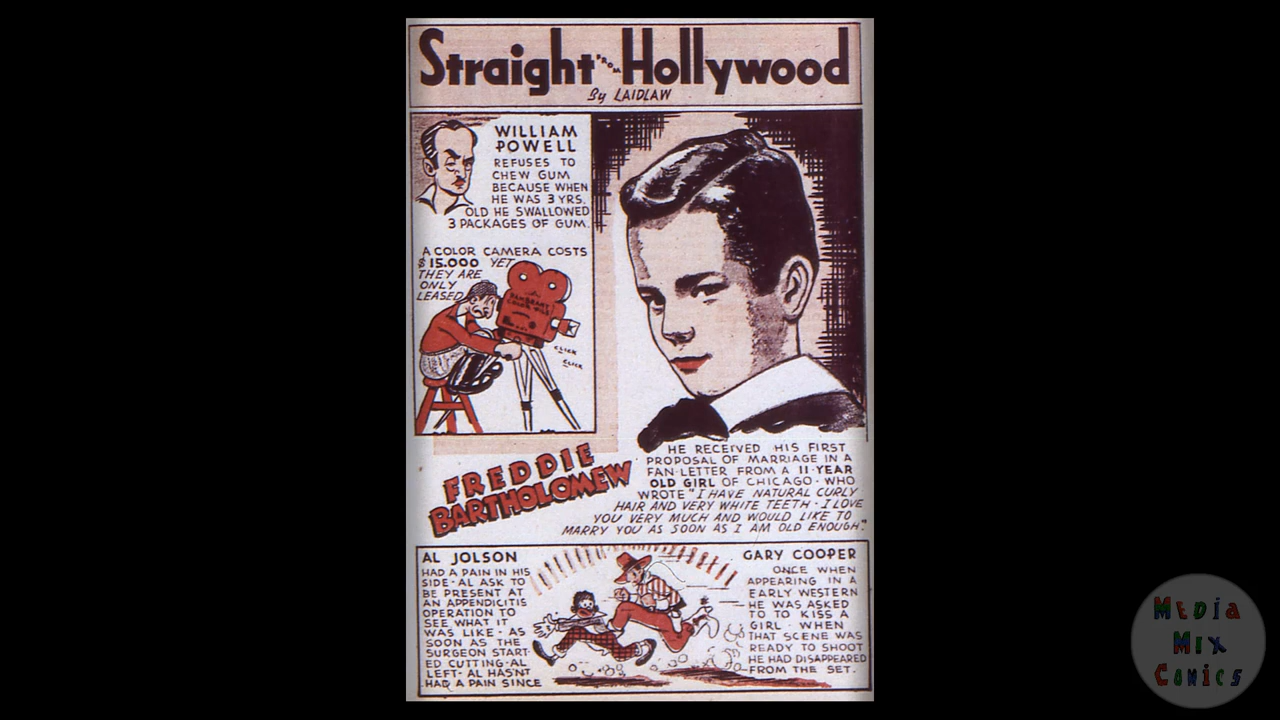 Straight FROM Hollywood
By LAIDLAW
WILLIAM
POWELL
REFUSES TO
CHEW GUM
BECAUSE WHEN
HE WAS 3 YRS.
OLD HE SWALLOWED
3 PACKAGES OF GUM.
A COLOR CAMERA COSTS
$15.000 YET
THEY ARE
ONLY
LEASED
CLICK
CLICK
FREDDIE
BARTHOLOMEW
HE RECEIVED HIS FIRST
PROPOSAL OF MARRIAGE IN A
FAN-LETTER FROM A 11-YEAR
OLD GIRL OF CHICAGO - WHO
WROTE "I HAVE NATURAL CURLY
HAIR AND VERY WHITE TEETH - I LOVE
YOU VERY MUCH AND WOULD LIKE TO
MARRY YOU AS SOON AS I AM OLD ENOUGH."
AL JOLSON
HAD A PAIN IN HIS
SIDE - AL ASK TO
BE PRESENT AT
AN APPENDICITIS
OPERATION TO
SEE WHAT IT
WAS LIKE - AS
SOON AS THE
SURGEON START-
ED CUTTING - AL
LEFT - AL HAS'NT
HAD A PAIN SINCE
GARY COOPER
ONCE WHEN
APPEARING IN A
EARLY WESTERN
HE WAS ASKED
TO TO KISS A
GIRL - WHEN
THAT SCENE WAS
READY TO SHOOT
HE HAD DISAPPEARED
FROM THE SET.
MEDiA
MiX
COMiCS